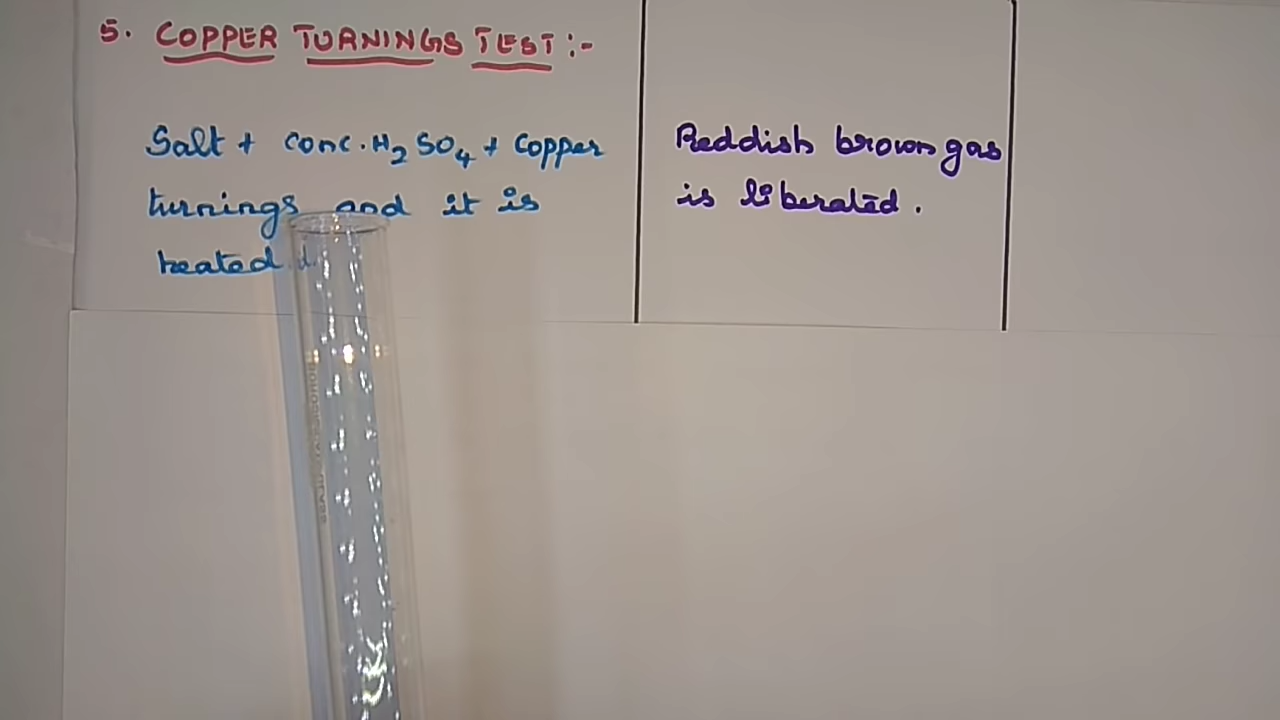 5. COPPER TURNINGS TEST:-
Salt + conc. H₂SO₄ + copper
turnings and it is
heated
Reddish brown gas
is liberated.